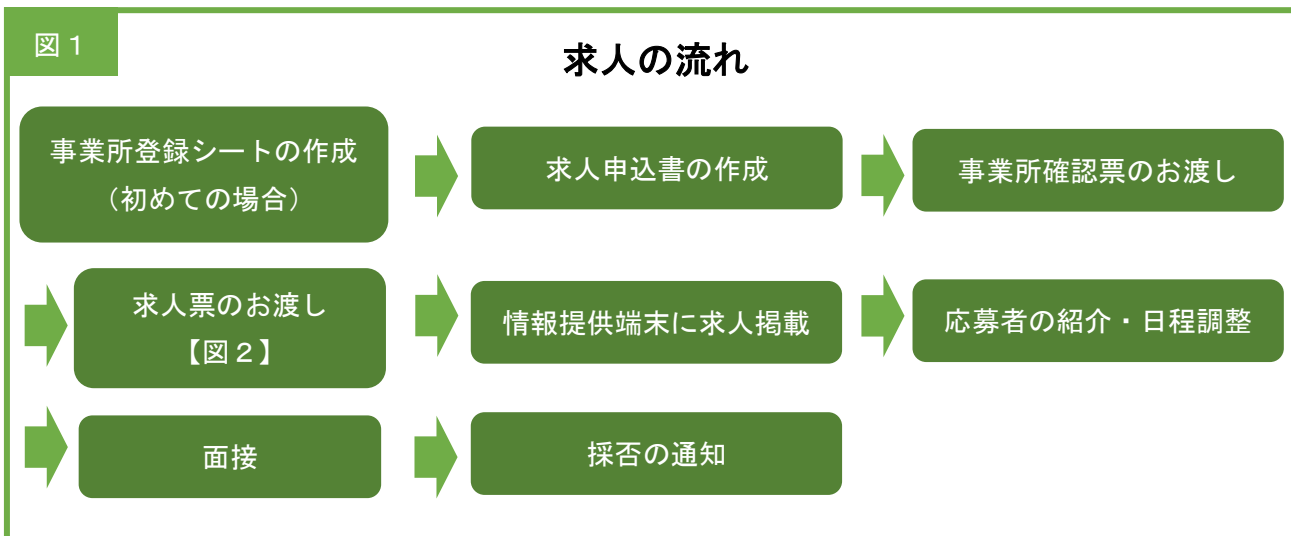 図1
求人の流れ
事業所登録シートの作成
（初めての場合）
求人申込書の作成
事業所確認票のお渡し
求人票のお渡し
【図2】
情報提供端末に求人掲載
応募者の紹介・日程調整
面接
採否の通知